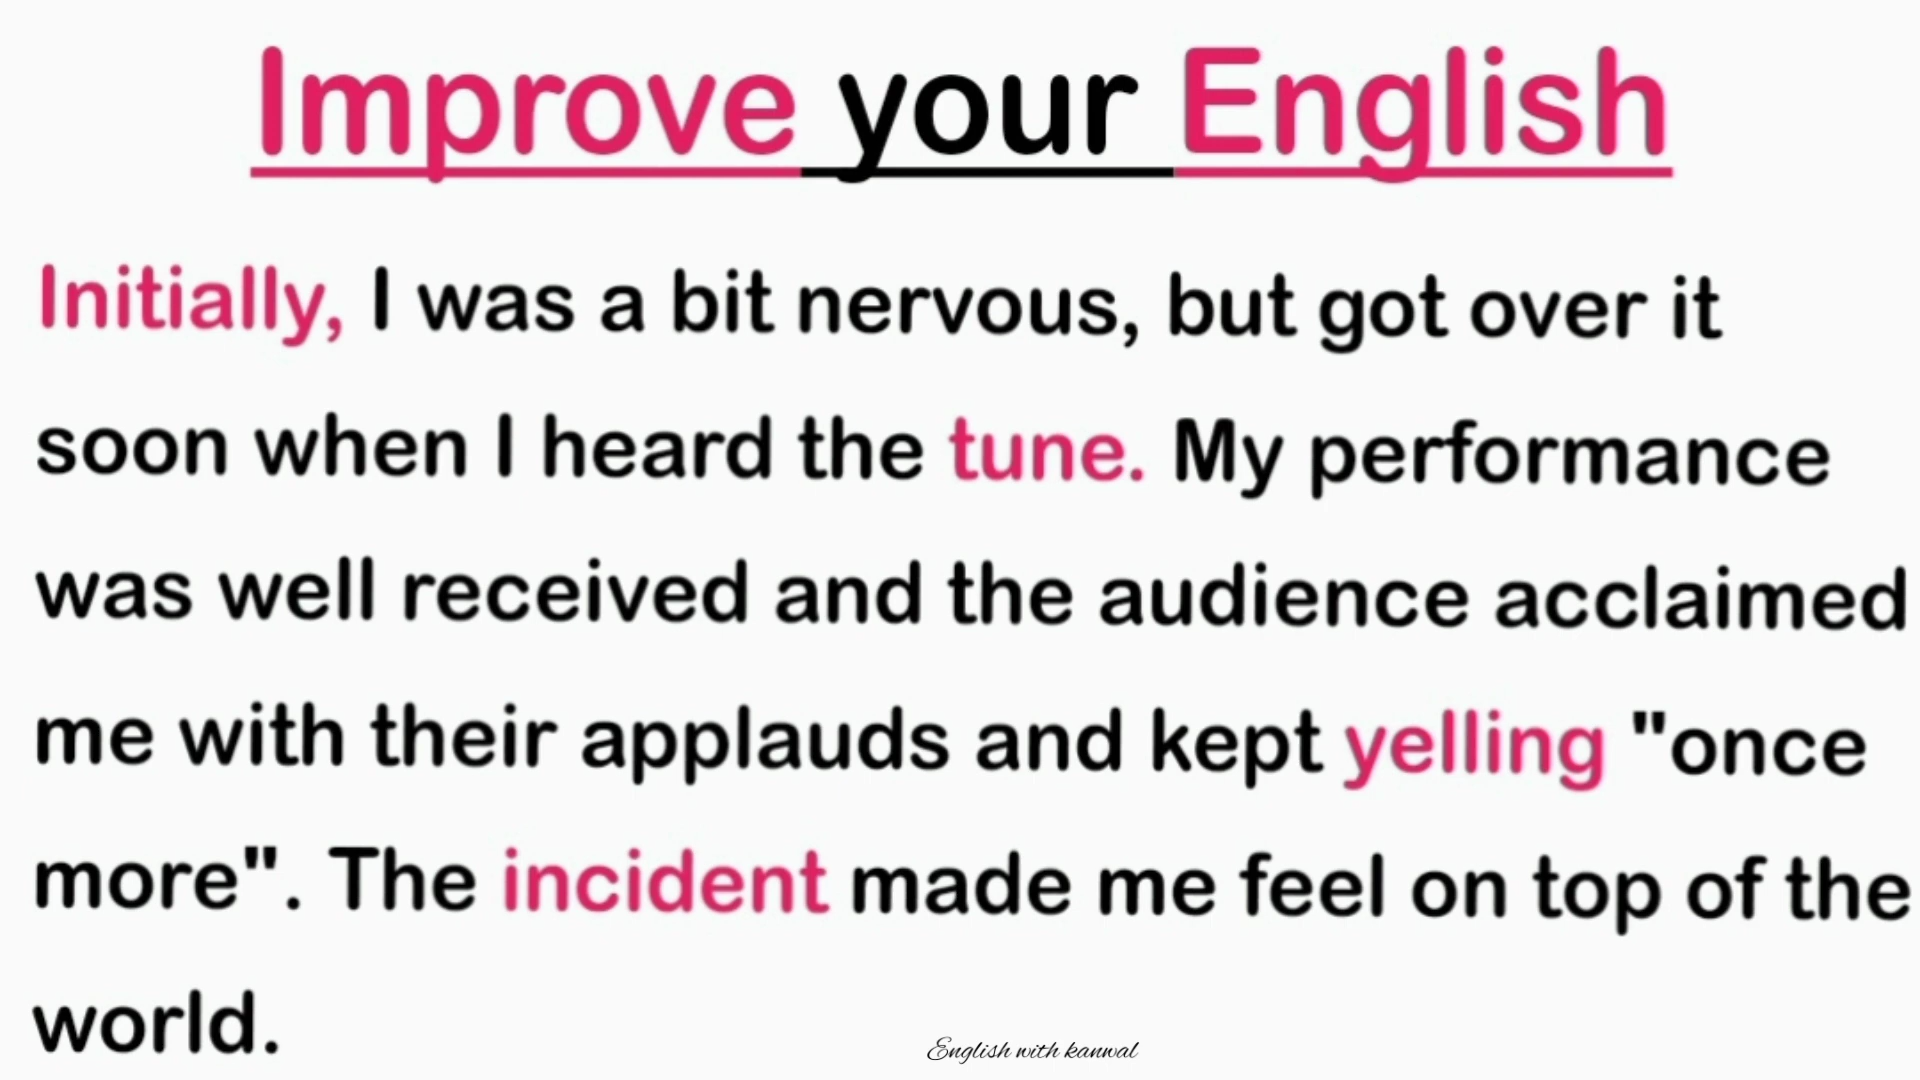 Improve your English
Initially, I was a bit nervous, but got over it
soon when I heard the tune. My performance
was well received and the audience acclaimed
me with their applauds and kept yelling "once
more". The incident made me feel on top of the
world.
English with kanwal